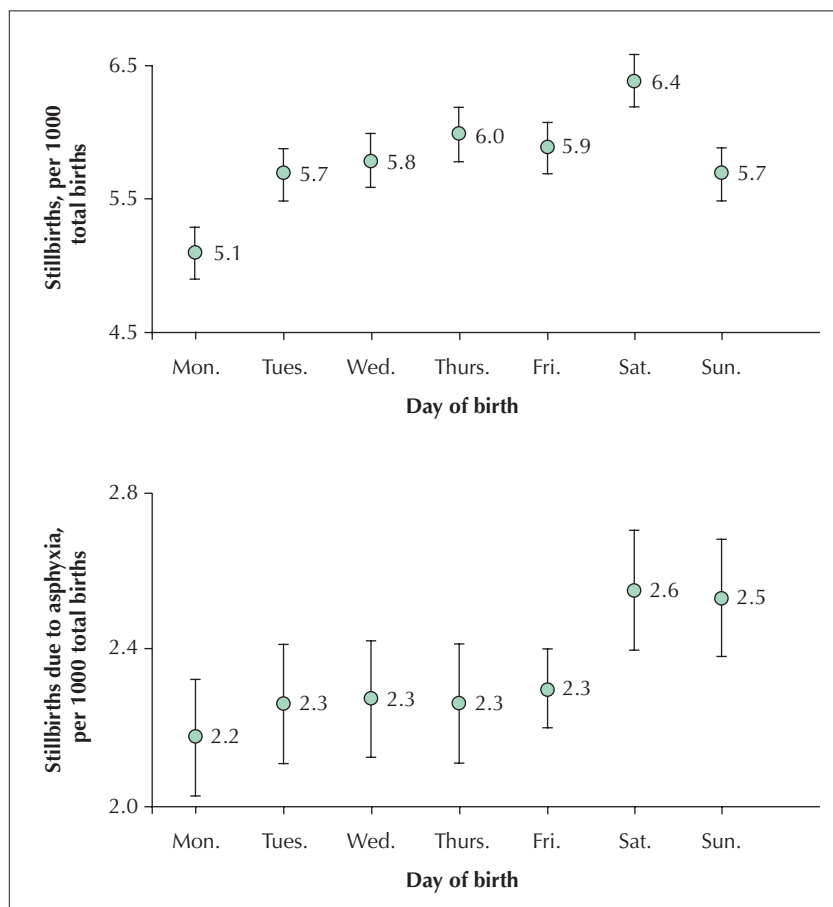 Stillbirths, per 1000
total births
6.5
5.5
4.5
5.1
5.7
5.8
6.0
5.9
6.4
5.7
Mon. Tues. Wed. Thurs. Fri. Sat. Sun.
Day of birth
Stillbirths due to asphyxia,
per 1000 total births
2.8
2.4
2.0
2.2
2.3
2.3
2.3
2.3
2.6
2.5
Mon. Tues. Wed. Thurs. Fri. Sat. Sun.
Day of birth